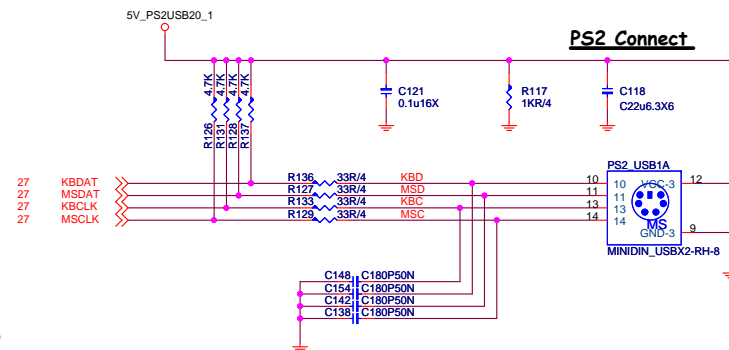 5V_PS2USB20_1
PS2 Connect
4.7K 4.7K 4.7K 4.7K
R126 R131 R128 R137
C121
0.1u16X
R117
1KR/4
C118
C22u6.3X6
PS2_USB1A
27 KBDAT R136 33R/4 KBD 10 10 VCC-3 12
27 MSDAT R127 33R/4 MSD 11 11
27 KBCLK R133 33R/4 KBC 13 13
27 MSCLK R129 33R/4 MSC 14 14 MS
GND-3 9
MINIDIN_USBX2-RH-8
C148 C180P50N
C154 C180P50N
C142 C180P50N
C138 C180P50N